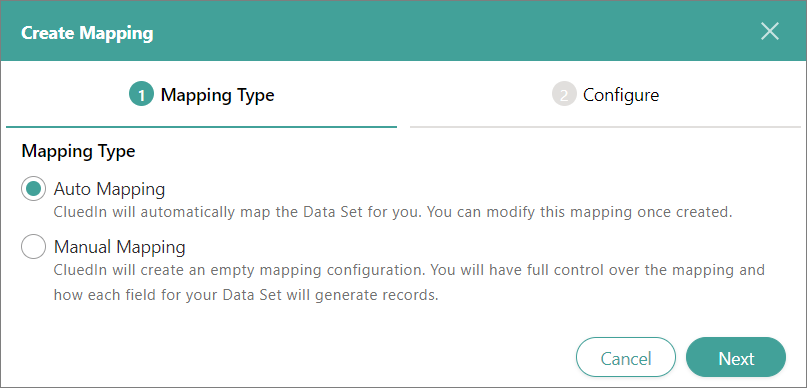 Create Mapping
1 Mapping Type
2 Configure
Mapping Type
Auto Mapping
CluedIn will automatically map the Data Set for you. You can modify this mapping once created.
Manual Mapping
CluedIn will create an empty mapping configuration. You will have full control over the mapping and
how each field for your Data Set will generate records.
Cancel
Next